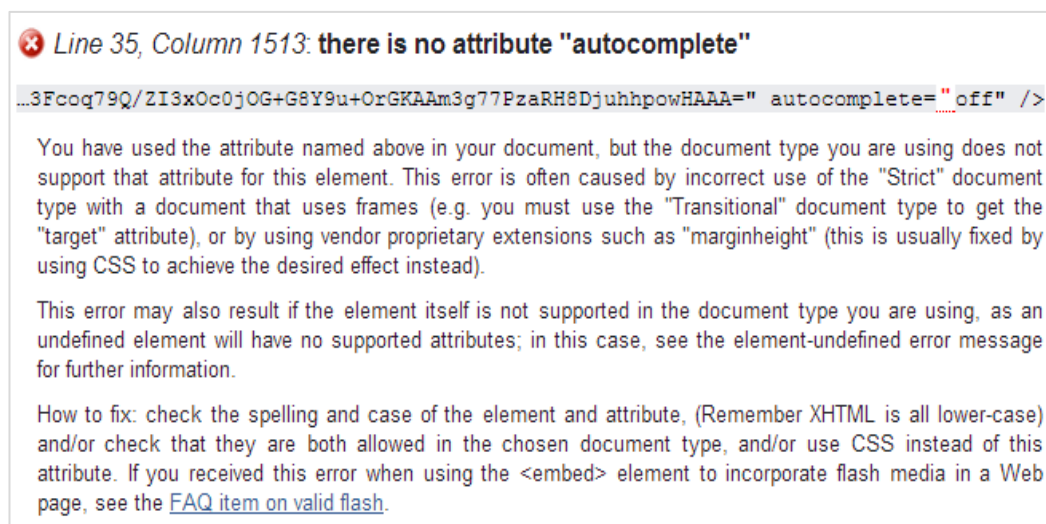 Line 35, Column 1513: there is no attribute "autocomplete"
…3Fcoq79Q/ZI3xOc0jOG+G8Y9u+OrGKAAm3g77PzaRH8DjuhhpowHAAA=" autocomplete="off" />
You have used the attribute named above in your document, but the document type you are using does not
support that attribute for this element. This error is often caused by incorrect use of the "Strict" document
type with a document that uses frames (e.g. you must use the "Transitional" document type to get the
"target" attribute), or by using vendor proprietary extensions such as "marginheight" (this is usually fixed by
using CSS to achieve the desired effect instead).
This error may also result if the element itself is not supported in the document type you are using, as an
undefined element will have no supported attributes; in this case, see the element-undefined error message
for further information.
How to fix: check the spelling and case of the element and attribute, (Remember XHTML is all lower-case)
and/or check that they are both allowed in the chosen document type, and/or use CSS instead of this
attribute. If you received this error when using the <embed> element to incorporate flash media in a Web
page, see the FAQ item on valid flash.